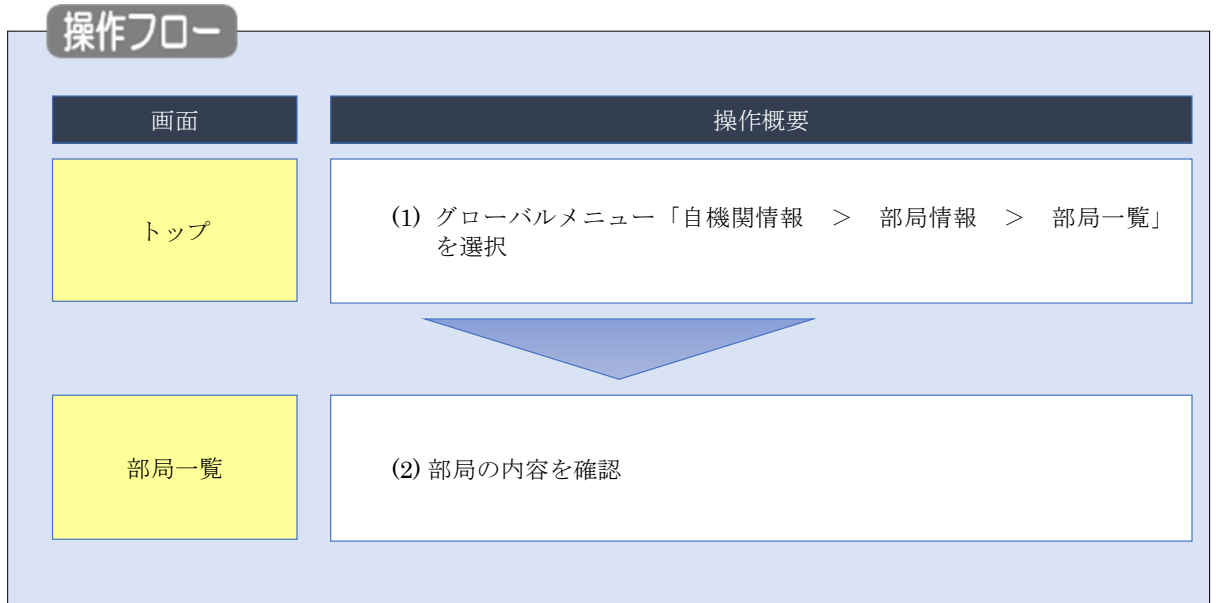 操作フロー
画面
操作概要
トップ
(1) グローバルメニュー「自機関情報　＞　部局情報　＞　部局一覧」
を選択
部局一覧
(2) 部局の内容を確認